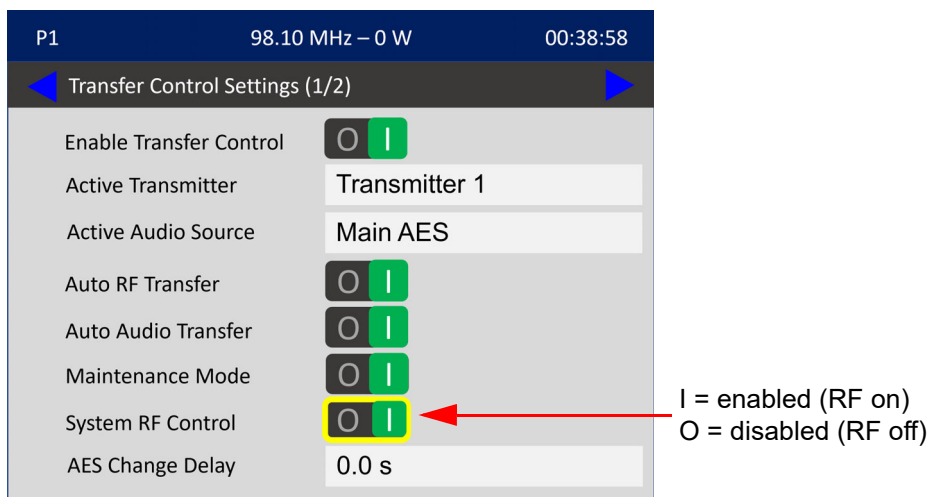 P1 98.10 MHz – 0 W 00:38:58
Transfer Control Settings (1/2)
Enable Transfer Control O I
Active Transmitter Transmitter 1
Active Audio Source Main AES
Auto RF Transfer O I
Auto Audio Transfer O I
Maintenance Mode O I
System RF Control O I
I = enabled (RF on)
O = disabled (RF off)
AES Change Delay 0.0 s